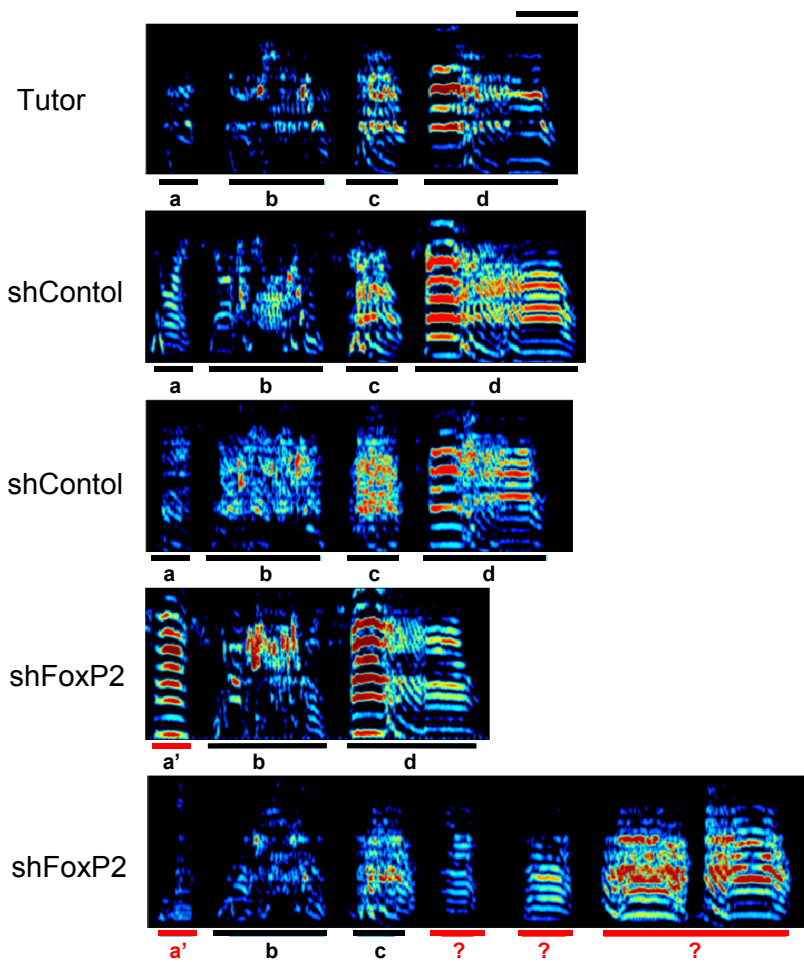 Tutor
a b c d
shContol
a b c d
shContol
a b c d
shFoxP2
a’ b d
shFoxP2
a’ b c ? ? ?